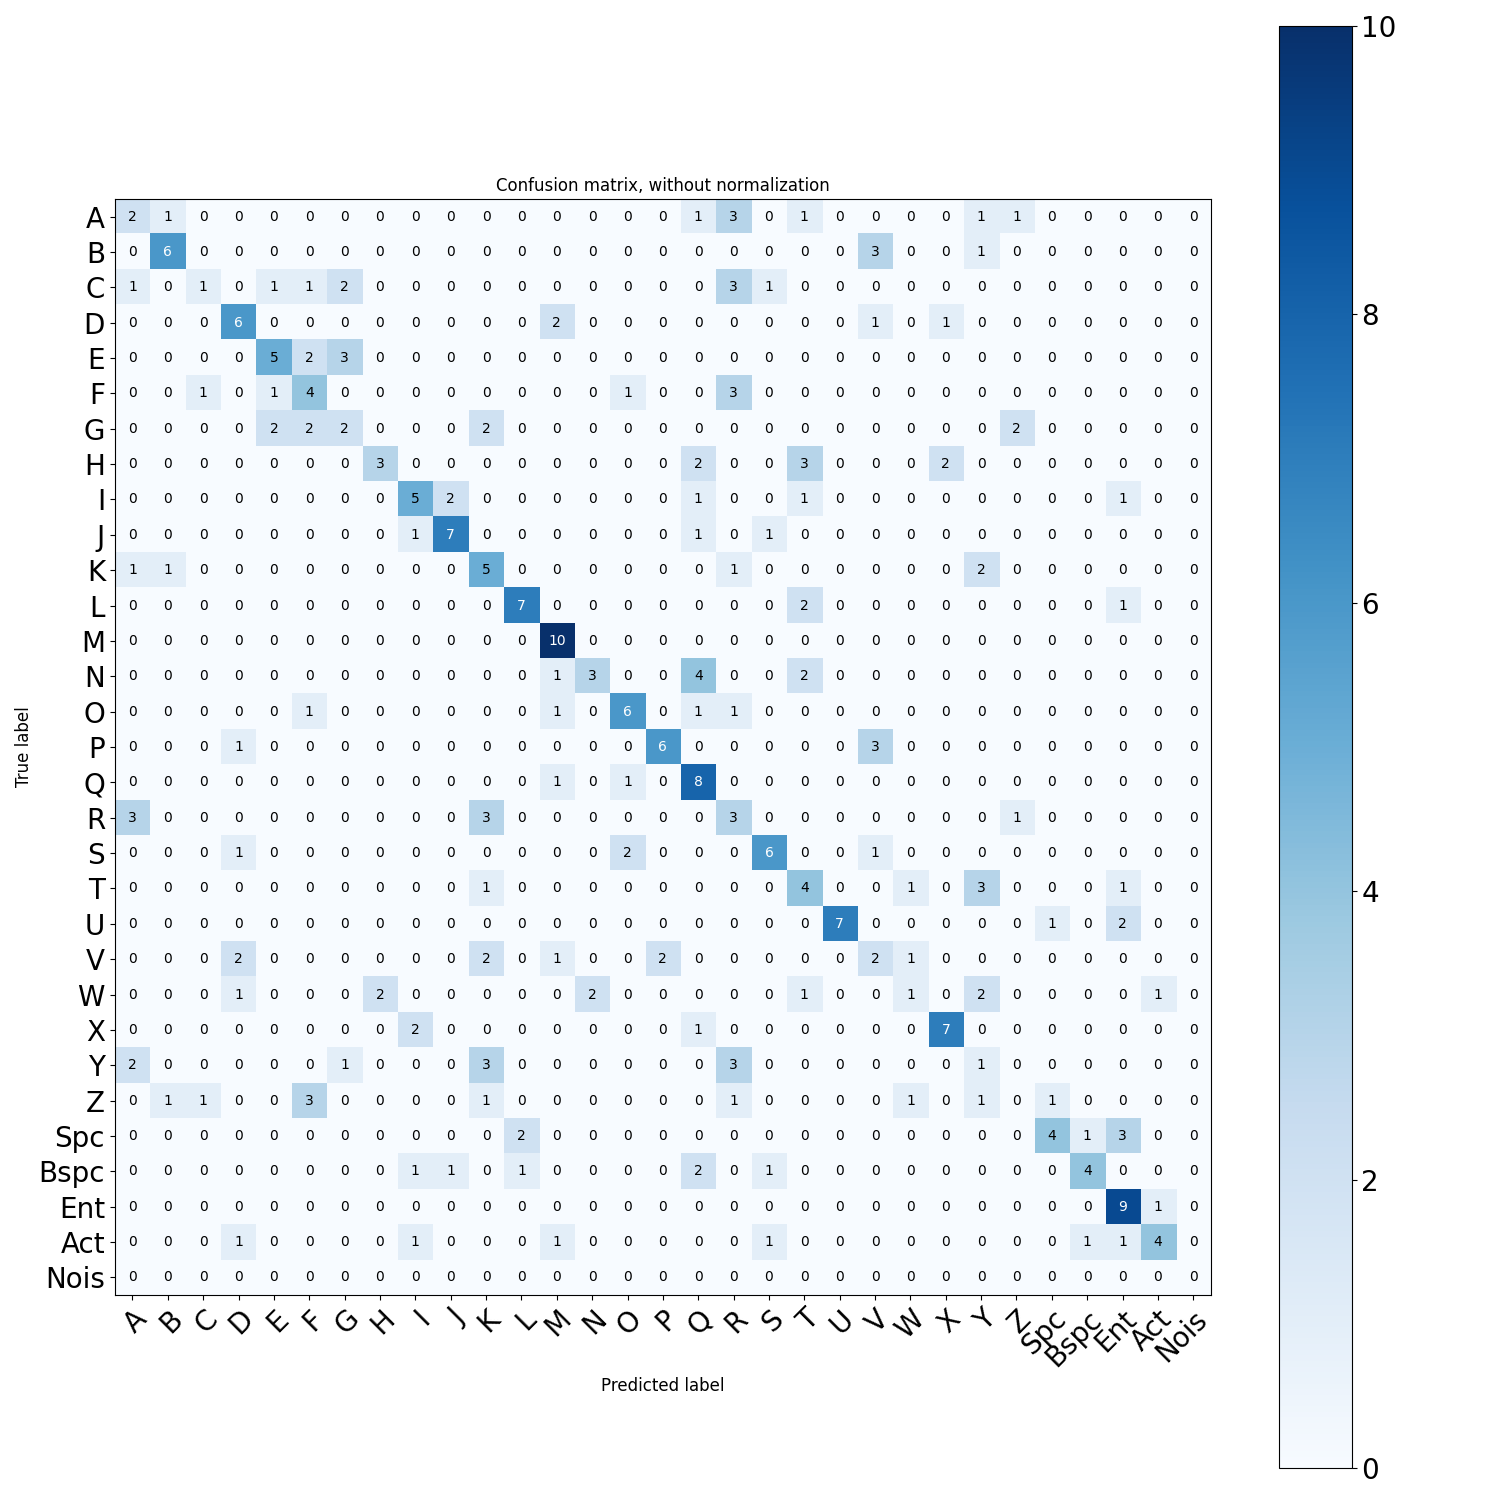 Confusion matrix, without normalization
A 2 1 0 0 0 0 0 0 0 0 0 0 0 0 0 0 1 3 0 1 0 0 0 0 1 1 0 0 0 0 0
B 0 6 0 0 0 0 0 0 0 0 0 0 0 0 0 0 0 0 0 0 0 3 0 0 1 0 0 0 0 0 0
C 1 0 1 0 1 1 2 0 0 0 0 0 0 0 0 0 0 3 1 0 0 0 0 0 0 0 0 0 0 0 0
D 0 0 0 6 0 0 0 0 0 0 0 0 2 0 0 0 0 0 0 0 0 1 0 1 0 0 0 0 0 0 0
E 0 0 0 0 5 2 3 0 0 0 0 0 0 0 0 0 0 0 0 0 0 0 0 0 0 0 0 0 0 0 0
F 0 0 1 0 1 4 0 0 0 0 0 0 0 0 1 0 0 3 0 0 0 0 0 0 0 0 0 0 0 0 0
G 0 0 0 0 2 2 2 0 0 0 2 0 0 0 0 0 0 0 0 0 0 0 0 0 0 2 0 0 0 0 0
H 0 0 0 0 0 0 0 3 0 0 0 0 0 0 0 0 2 0 0 3 0 0 0 2 0 0 0 0 0 0 0
I 0 0 0 0 0 0 0 0 5 2 0 0 0 0 0 0 1 0 0 1 0 0 0 0 0 0 0 0 1 0 0
J 0 0 0 0 0 0 0 0 1 7 0 0 0 0 0 0 1 0 1 0 0 0 0 0 0 0 0 0 0 0 0
K 1 1 0 0 0 0 0 0 0 0 5 0 0 0 0 0 0 1 0 0 0 0 0 0 2 0 0 0 0 0 0
L 0 0 0 0 0 0 0 0 0 0 0 7 0 0 0 0 0 0 0 2 0 0 0 0 0 0 0 0 1 0 0
M 0 0 0 0 0 0 0 0 0 0 0 0 10 0 0 0 0 0 0 0 0 0 0 0 0 0 0 0 0 0 0
N 0 0 0 0 0 0 0 0 0 0 0 0 1 3 0 0 4 0 0 2 0 0 0 0 0 0 0 0 0 0 0
O 0 0 0 0 0 1 0 0 0 0 0 0 1 0 6 0 1 1 0 0 0 0 0 0 0 0 0 0 0 0 0
P 0 0 0 1 0 0 0 0 0 0 0 0 0 0 0 6 0 0 0 0 0 3 0 0 0 0 0 0 0 0 0
Q 0 0 0 0 0 0 0 0 0 0 0 0 1 0 1 0 8 0 0 0 0 0 0 0 0 0 0 0 0 0 0
R 3 0 0 0 0 0 0 0 0 0 3 0 0 0 0 0 0 3 0 0 0 0 0 0 0 1 0 0 0 0 0
S 0 0 0 1 0 0 0 0 0 0 0 0 0 0 2 0 0 0 6 0 0 1 0 0 0 0 0 0 0 0 0
T 0 0 0 0 0 0 0 0 0 0 1 0 0 0 0 0 0 0 0 4 0 0 1 0 3 0 0 0 1 0 0
U 0 0 0 0 0 0 0 0 0 0 0 0 0 0 0 0 0 0 0 0 7 0 0 0 0 0 1 0 2 0 0
V 0 0 0 2 0 0 0 0 0 0 2 0 1 0 0 2 0 0 0 0 0 2 1 0 0 0 0 0 0 0 0
W 0 0 0 1 0 0 0 2 0 0 0 0 0 2 0 0 0 0 0 1 0 0 1 0 2 0 0 0 0 1 0
X 0 0 0 0 0 0 0 0 2 0 0 0 0 0 0 0 1 0 0 0 0 0 0 7 0 0 0 0 0 0 0
Y 2 0 0 0 0 0 1 0 0 0 3 0 0 0 0 0 0 3 0 0 0 0 0 0 1 0 0 0 0 0 0
Z 0 1 1 0 0 3 0 0 0 0 1 0 0 0 0 0 0 1 0 0 0 0 1 0 1 0 1 0 0 0 0
Spc 0 0 0 0 0 0 0 0 0 0 0 2 0 0 0 0 0 0 0 0 0 0 0 0 0 0 4 1 3 0 0
Bspc 0 0 0 0 0 0 0 0 1 1 0 1 0 0 0 0 2 0 1 0 0 0 0 0 0 0 0 4 0 0 0
Ent 0 0 0 0 0 0 0 0 0 0 0 0 0 0 0 0 0 0 0 0 0 0 0 0 0 0 0 0 9 1 0
Act 0 0 0 1 0 0 0 0 1 0 0 0 1 0 0 0 0 0 1 0 0 0 0 0 0 0 0 1 1 4 0
Nois 0 0 0 0 0 0 0 0 0 0 0 0 0 0 0 0 0 0 0 0 0 0 0 0 0 0 0 0 0 0 0
A B C D E F G H I J K L M N O P Q R S T U V W X Y Z Spc Bspc Ent Act Nois
Predicted label
True label
10
8
6
4
2
0